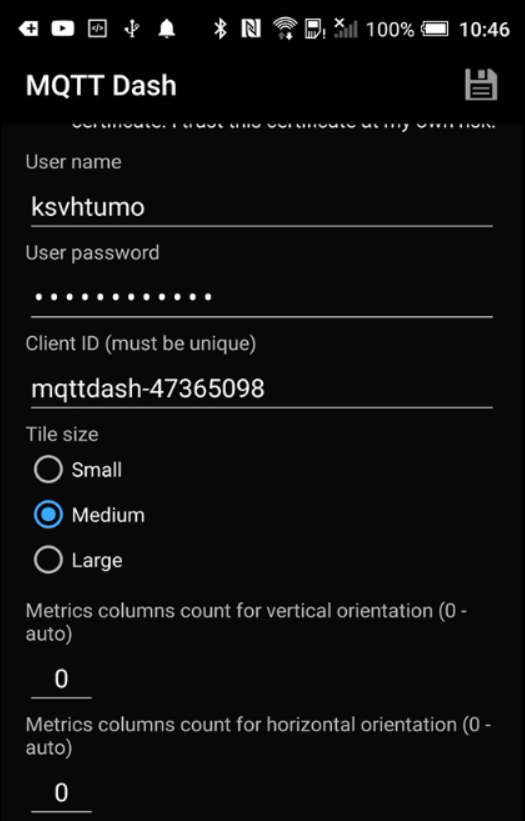 100% 10:46
MQTT Dash
certificate. I trust this certificate at my own risk.
User name
ksvhtumo
User password
••••••••••••
Client ID (must be unique)
mqttdash-47365098
Tile size
Small
Medium
Large
Metrics columns count for vertical orientation (0 -
auto)
0
Metrics columns count for horizontal orientation (0 -
auto)
0